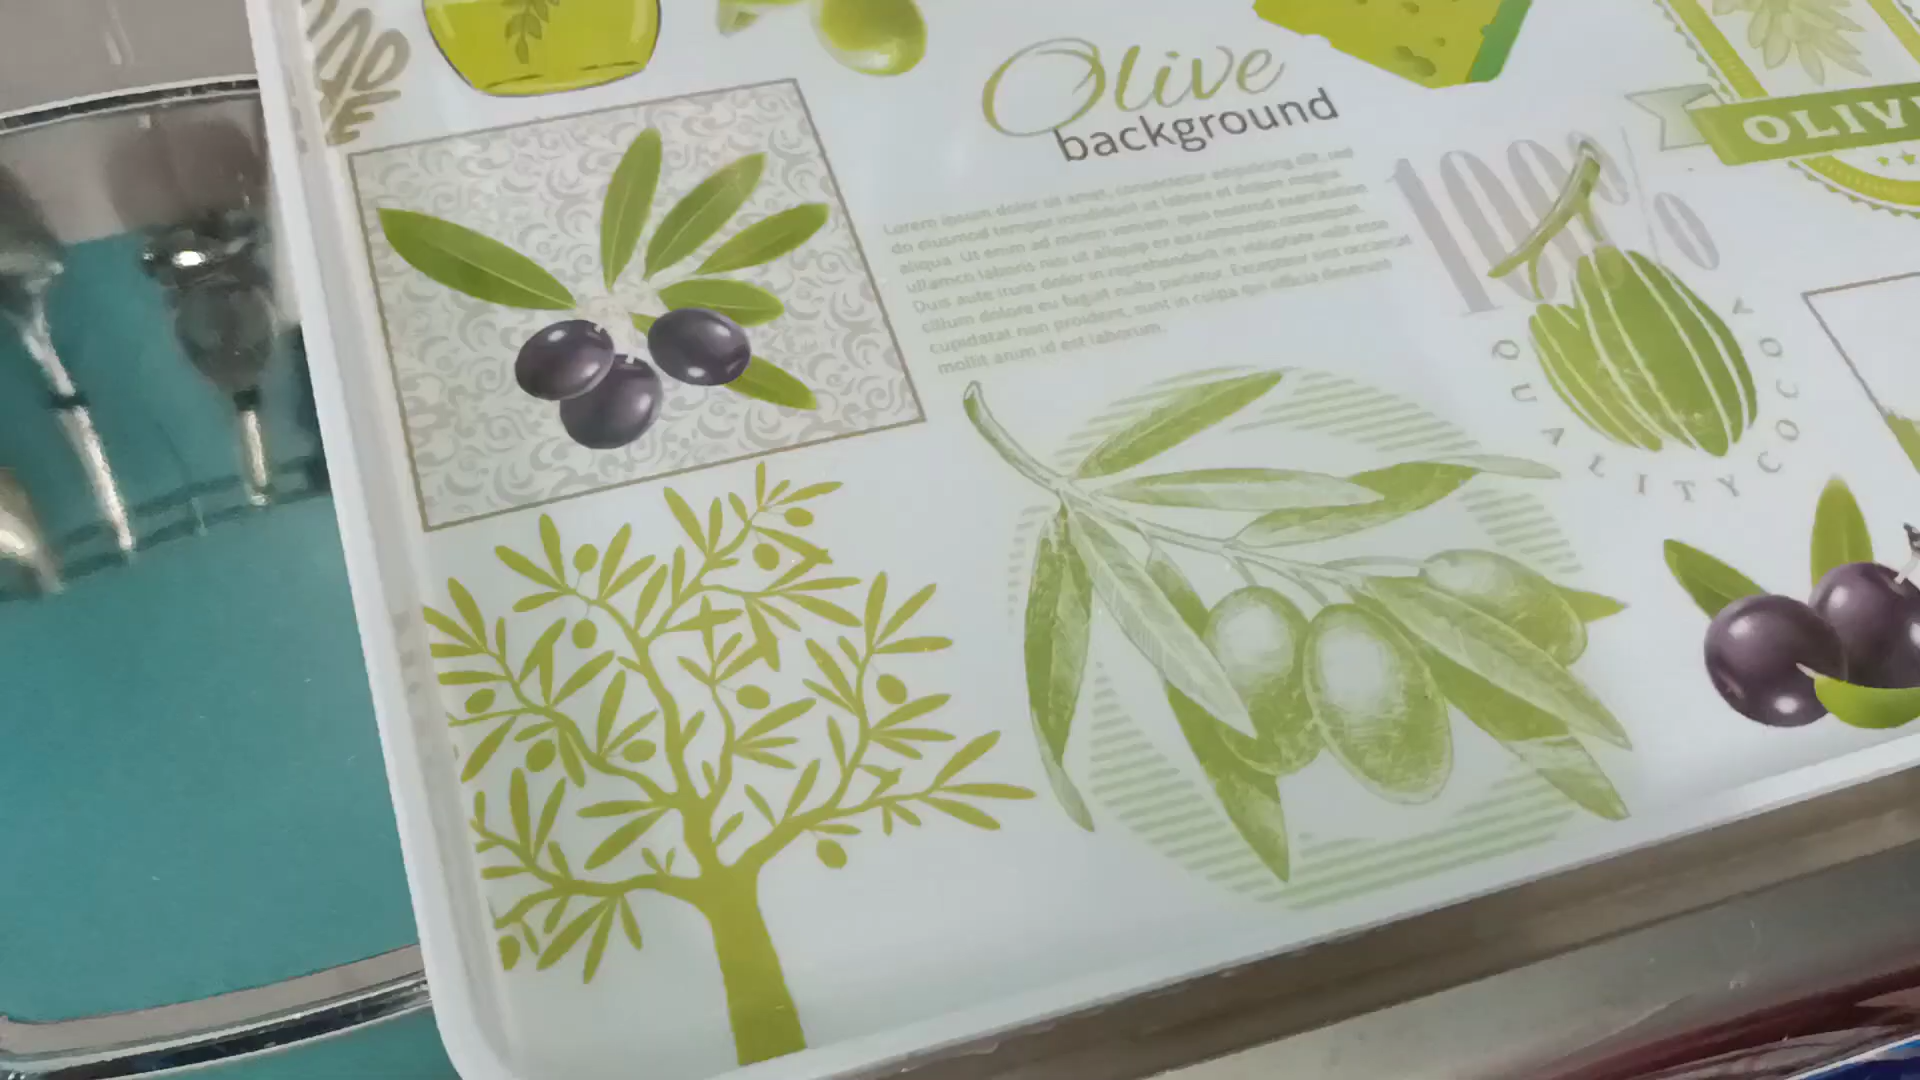 Olive
background
OLIV
100%
Lorem ipsum dolor sit amet, consectetur adipisicing elit, sed
do eiusmod tempor incididunt ut labore et dolore magna
aliqua. Ut enim ad minim veniam, quis nostrud exercitation
ullamco laboris nisi ut aliquip ex ea commodo consequat.
Duis aute irure dolor in reprehenderit in voluptate velit esse
cillum dolore eu fugiat nulla pariatur. Excepteur sint occaecat
cupidatat non proident, sunt in culpa qui officia deserunt
mollit anim id est laborum.
QUALITY